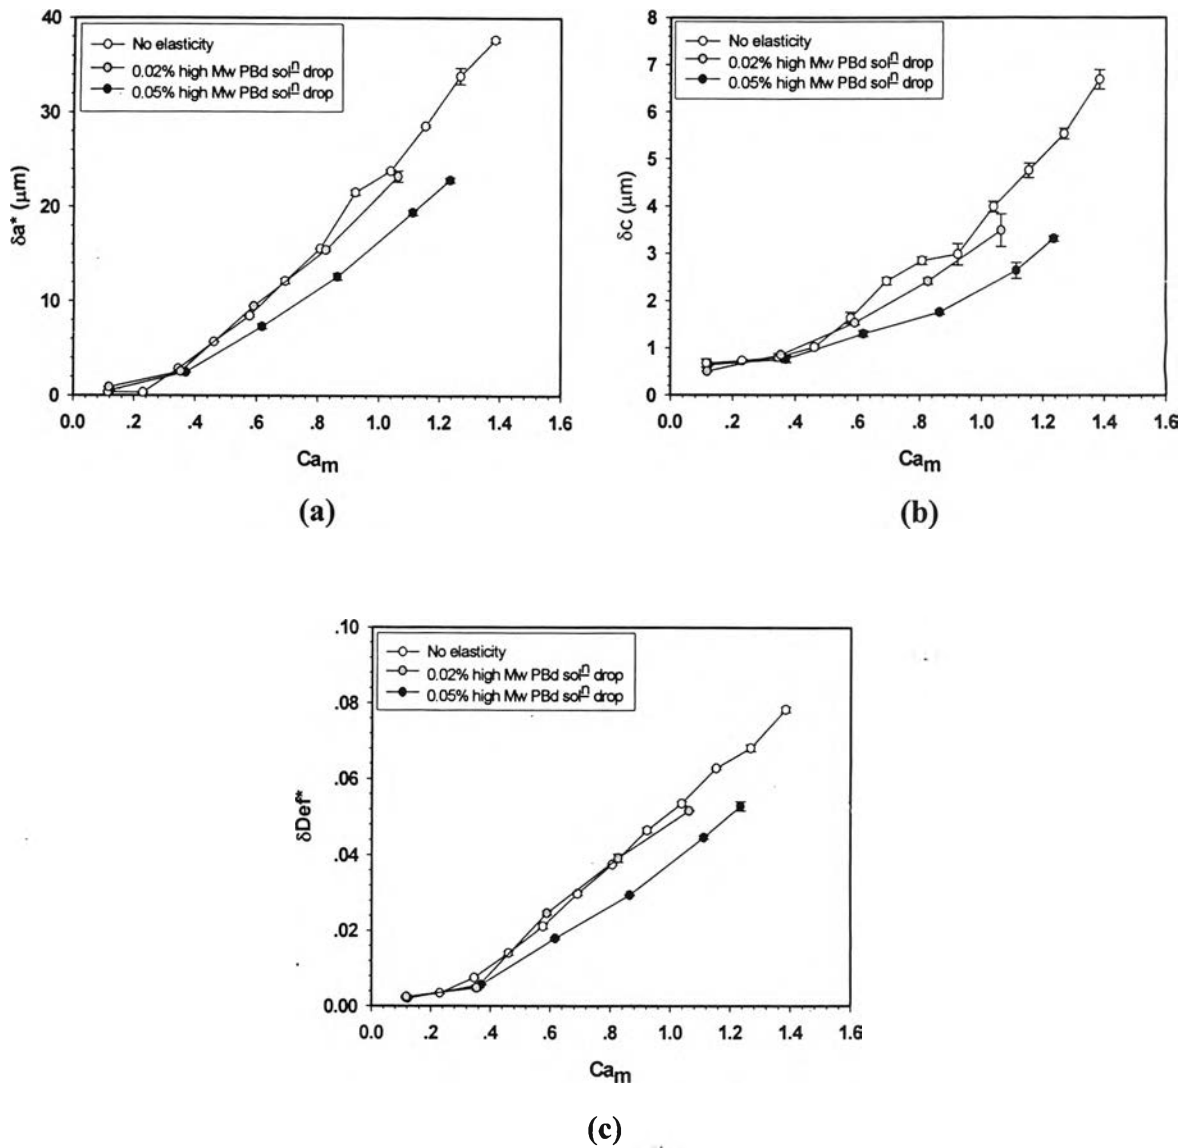 40
30
20
10
0
δa* (μm)
No elasticity
0.02% high Mw PBd solⁿ drop
0.05% high Mw PBd solⁿ drop
0.0 .2 .4 .6 .8 1.0 1.2 1.4 1.6
Ca_m
(a)
8
7
6
5
4
3
2
1
0
δc (μm)
No elasticity
0.02% high Mw PBd solⁿ drop
0.05% high Mw PBd solⁿ drop
0.0 .2 .4 .6 .8 1.0 1.2 1.4 1.6
Ca_m
(b)
.10
.08
.06
.04
.02
0.00
δDef*
No elasticity
0.02% high Mw PBd solⁿ drop
0.05% high Mw PBd solⁿ drop
0.0 .2 .4 .6 .8 1.0 1.2 1.4 1.6
Ca_m
(c)